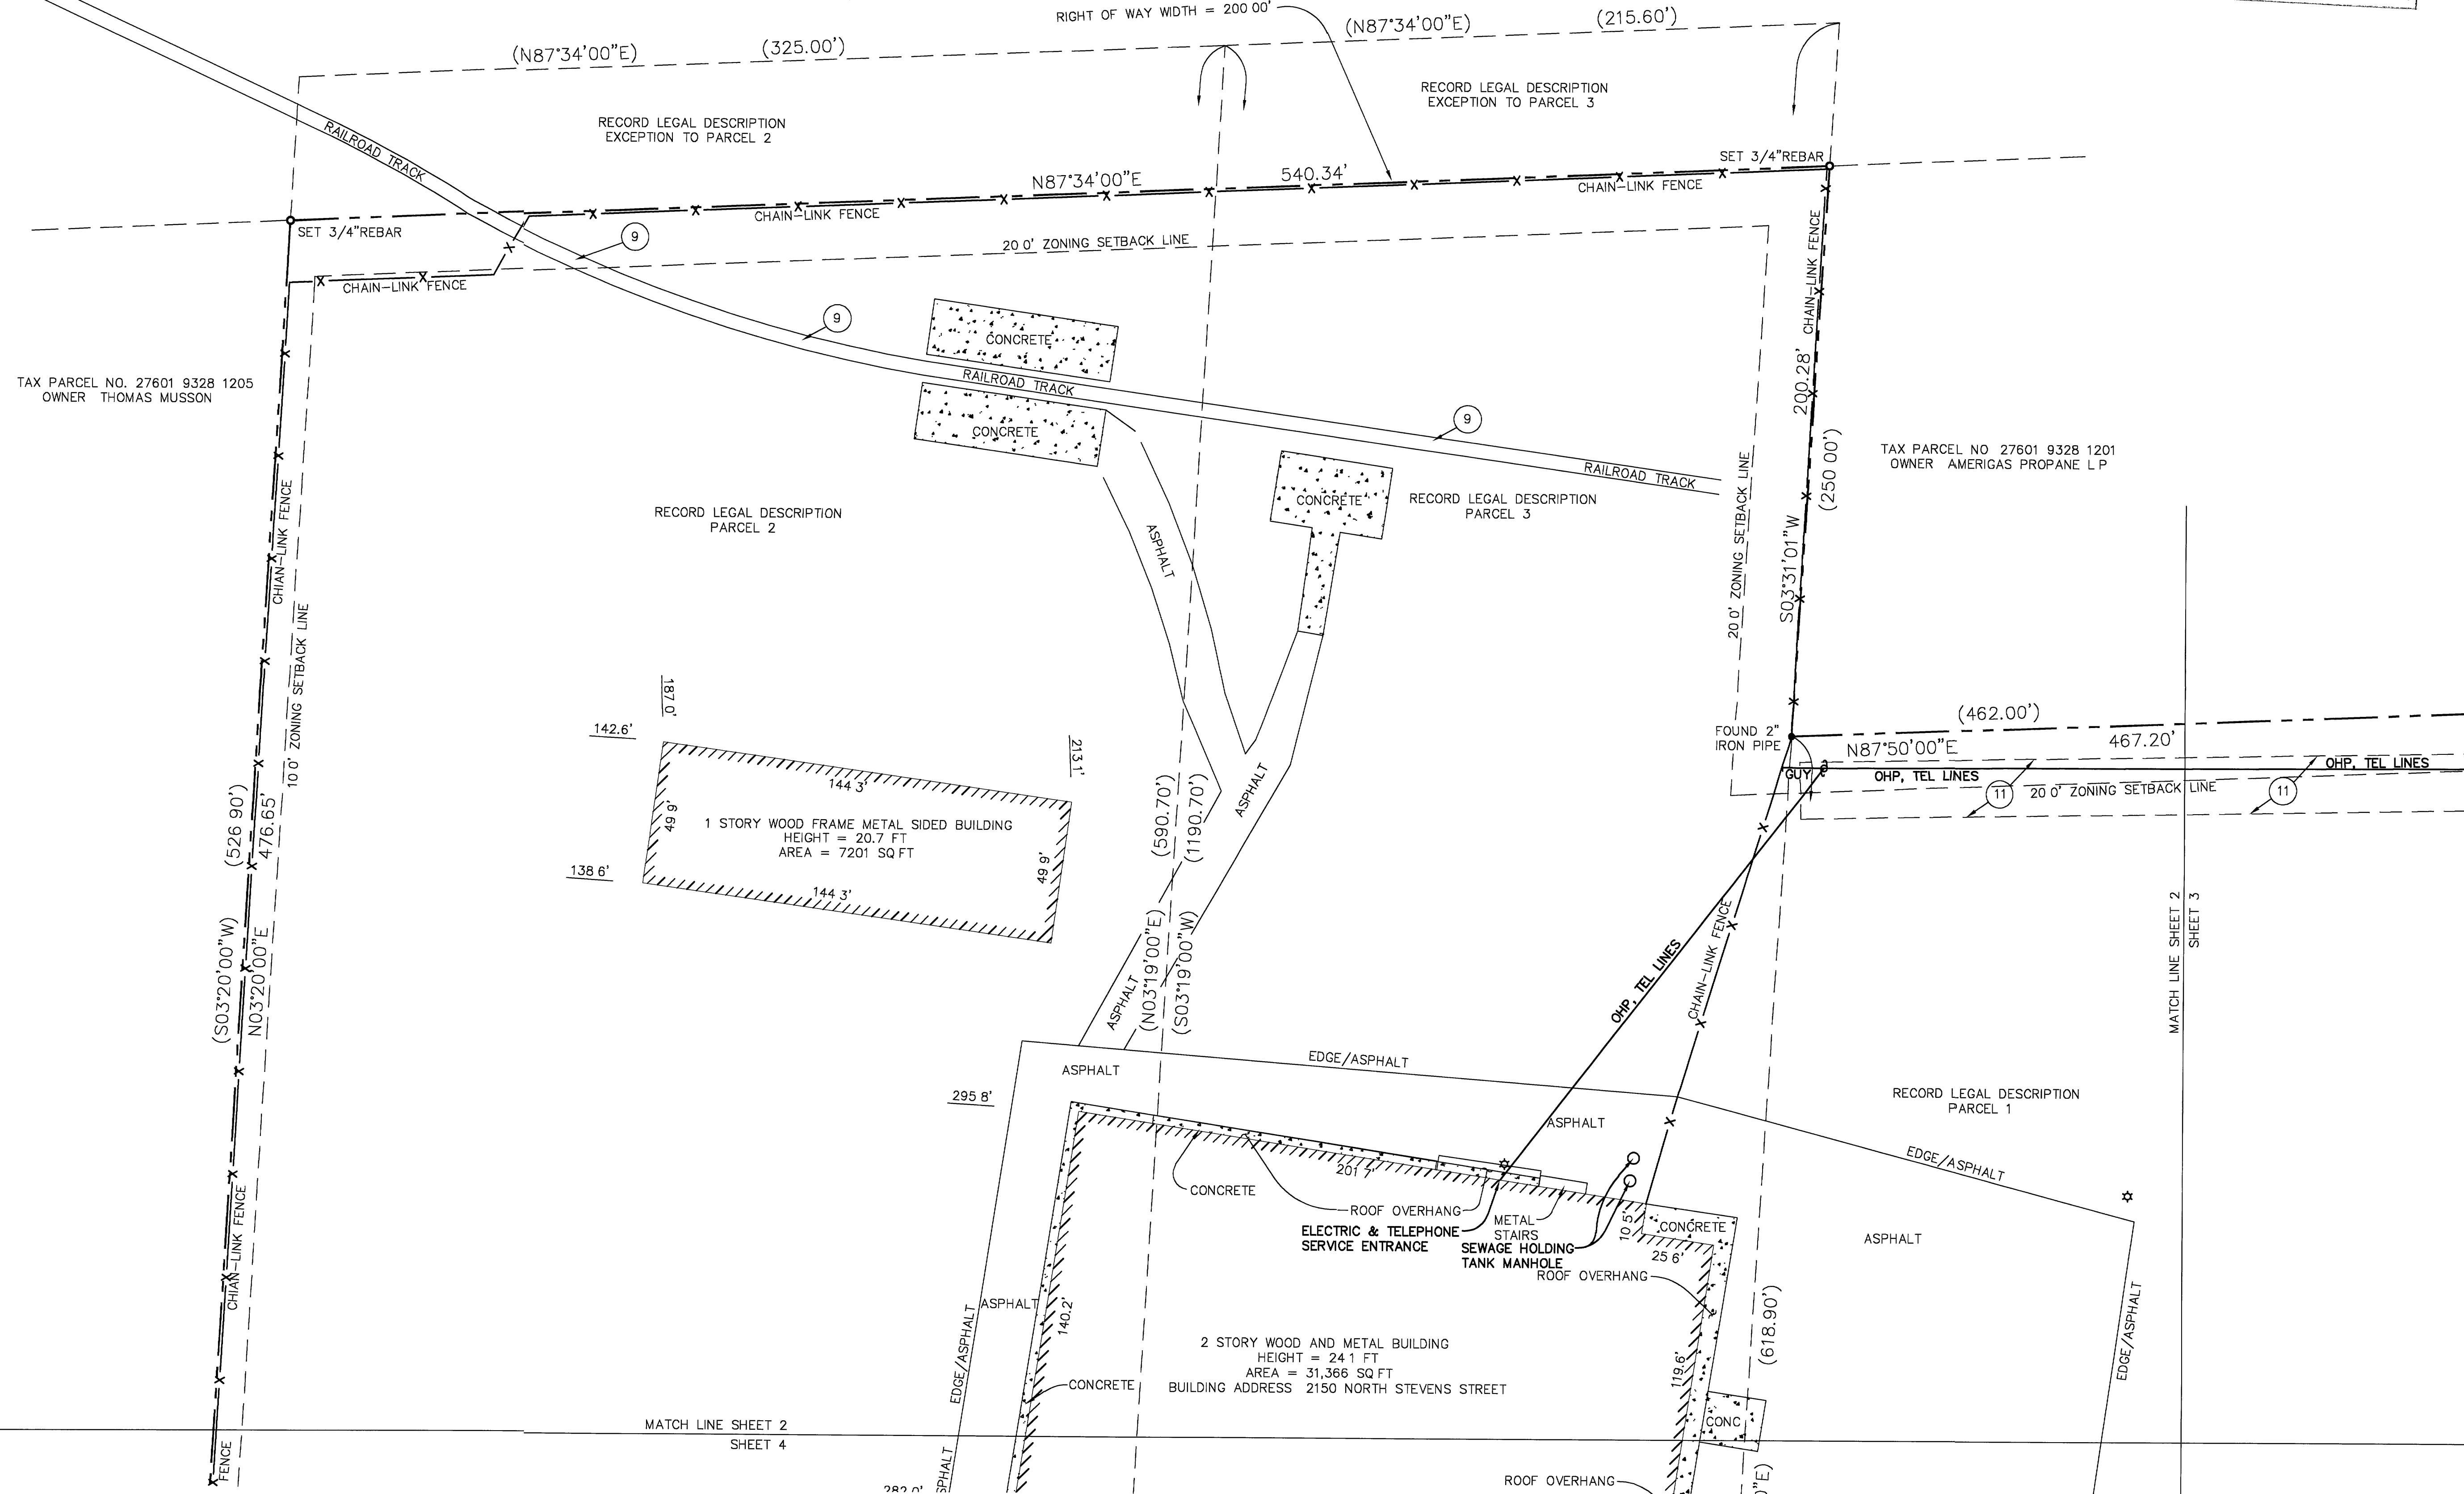 RIGHT OF WAY WIDTH = 200 00'
(N87°34'00"E)
(215.60')
(N87°34'00"E)
(325.00')
RECORD LEGAL DESCRIPTION
EXCEPTION TO PARCEL 3
RECORD LEGAL DESCRIPTION
EXCEPTION TO PARCEL 2
RAILROAD TRACK
SET 3/4"REBAR
N87°34'00"E
540.34'
CHAIN-LINK FENCE
CHAIN-LINK FENCE
SET 3/4"REBAR
9
20 0' ZONING SETBACK LINE
CHAIN-LINK FENCE
CHAIN-LINK FENCE
9
CONCRETE
RAILROAD TRACK
TAX PARCEL NO. 27601 9328 1205
OWNER THOMAS MUSSON
200.28'
9
CONCRETE
(250 00')
TAX PARCEL NO 27601 9328 1201
OWNER AMERIGAS PROPANE L P
RAILROAD TRACK
CONCRETE
RECORD LEGAL DESCRIPTION
PARCEL 3
RECORD LEGAL DESCRIPTION
PARCEL 2
CHIAN-LINK FENCE
ASPHALT
20 0' ZONING SETBACK LINE
S03°31'01"W
10 0' ZONING SETBACK LINE
187 0'
142.6'
213 1'
(462.00')
FOUND 2"
IRON PIPE
N87°50'00"E
467.20'
GUY
OHP, TEL LINES
OHP, TEL LINES
11
20 0' ZONING SETBACK LINE
11
144 3'
49 9'
1 STORY WOOD FRAME METAL SIDED BUILDING
HEIGHT = 20.7 FT
AREA = 7201 SQ FT
49 9'
138 6'
144 3'
(526 90')
476.65'
(590.70')
(1190.70')
ASPHALT
(S03°20'00"W)
N03°20'00"E
(N03°19'00"E)
(S03°19'00"W)
ASPHALT
OHP, TEL LINES
CHAIN-LINK FENCE
MATCH LINE SHEET 2
SHEET 3
EDGE/ASPHALT
ASPHALT
295 8'
RECORD LEGAL DESCRIPTION
PARCEL 1
ASPHALT
EDGE/ASPHALT
201 7'
CONCRETE
ROOF OVERHANG
ELECTRIC & TELEPHONE
SERVICE ENTRANCE
METAL
STAIRS
SEWAGE HOLDING
TANK MANHOLE
10 5'
CONCRETE
25 6'
ROOF OVERHANG
ASPHALT
CHIAN-LINK FENCE
ASPHALT
140.2'
EDGE/ASPHALT
2 STORY WOOD AND METAL BUILDING
HEIGHT = 24 1 FT
AREA = 31,366 SQ FT
BUILDING ADDRESS 2150 NORTH STEVENS STREET
CONCRETE
119.6'
(618.90')
EDGE/ASPHALT
CONC
MATCH LINE SHEET 2
SHEET 4
FENCE
282 0'
SPHALT
ROOF OVERHANG
0"E)